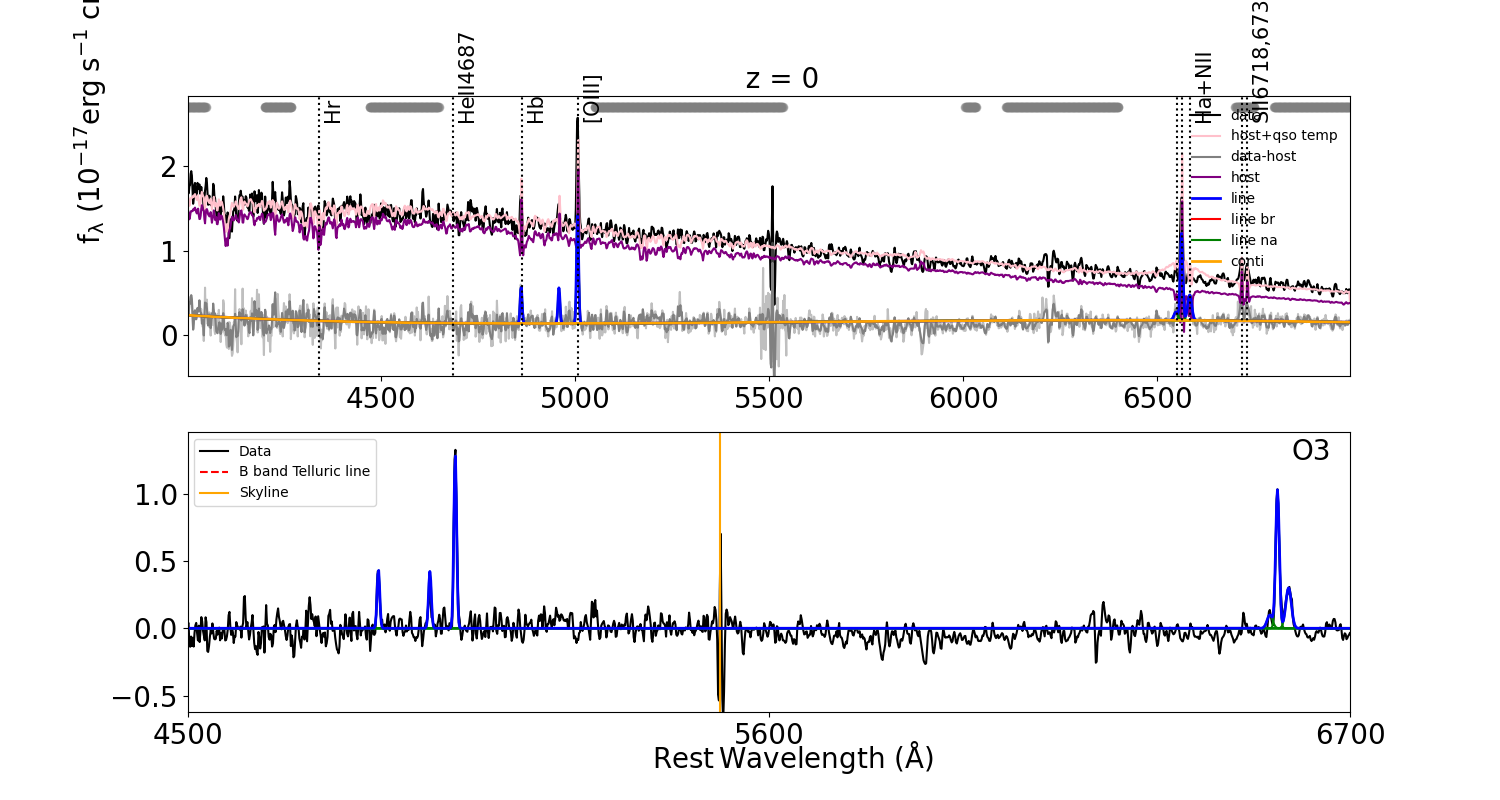 z = 0
fλ (10−17erg s−1 c
Hr
HeII4687
Hb
[OIII]
Ha+NII
SII6718,673
data
host+qso temp
data-host
host
line
line br
line na
conti
2
1
0
4500 5000 5500 6000 6500
O3
Data
B band Telluric line
Skyline
1.0
0.5
0.0
−0.5
4500 5600 6700
Rest Wavelength (Å)